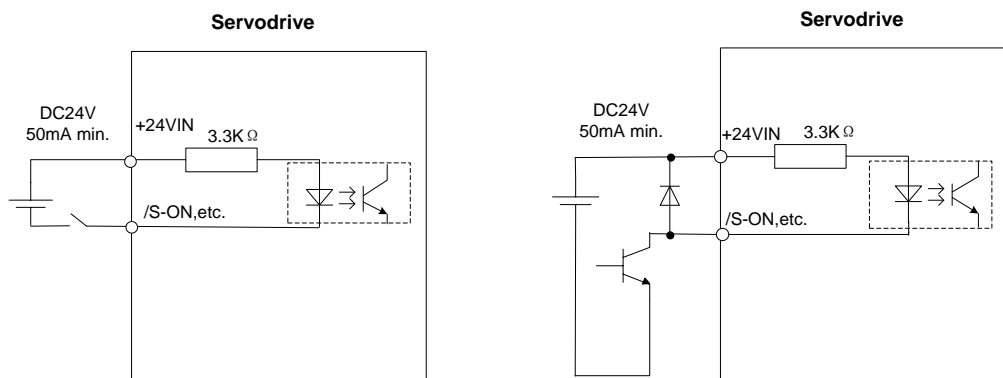 Servodrive
DC24V
50mA min.
+24VIN
3.3KΩ
/S-ON,etc.
Servodrive
DC24V
50mA min.
+24VIN
3.3KΩ
/S-ON,etc.